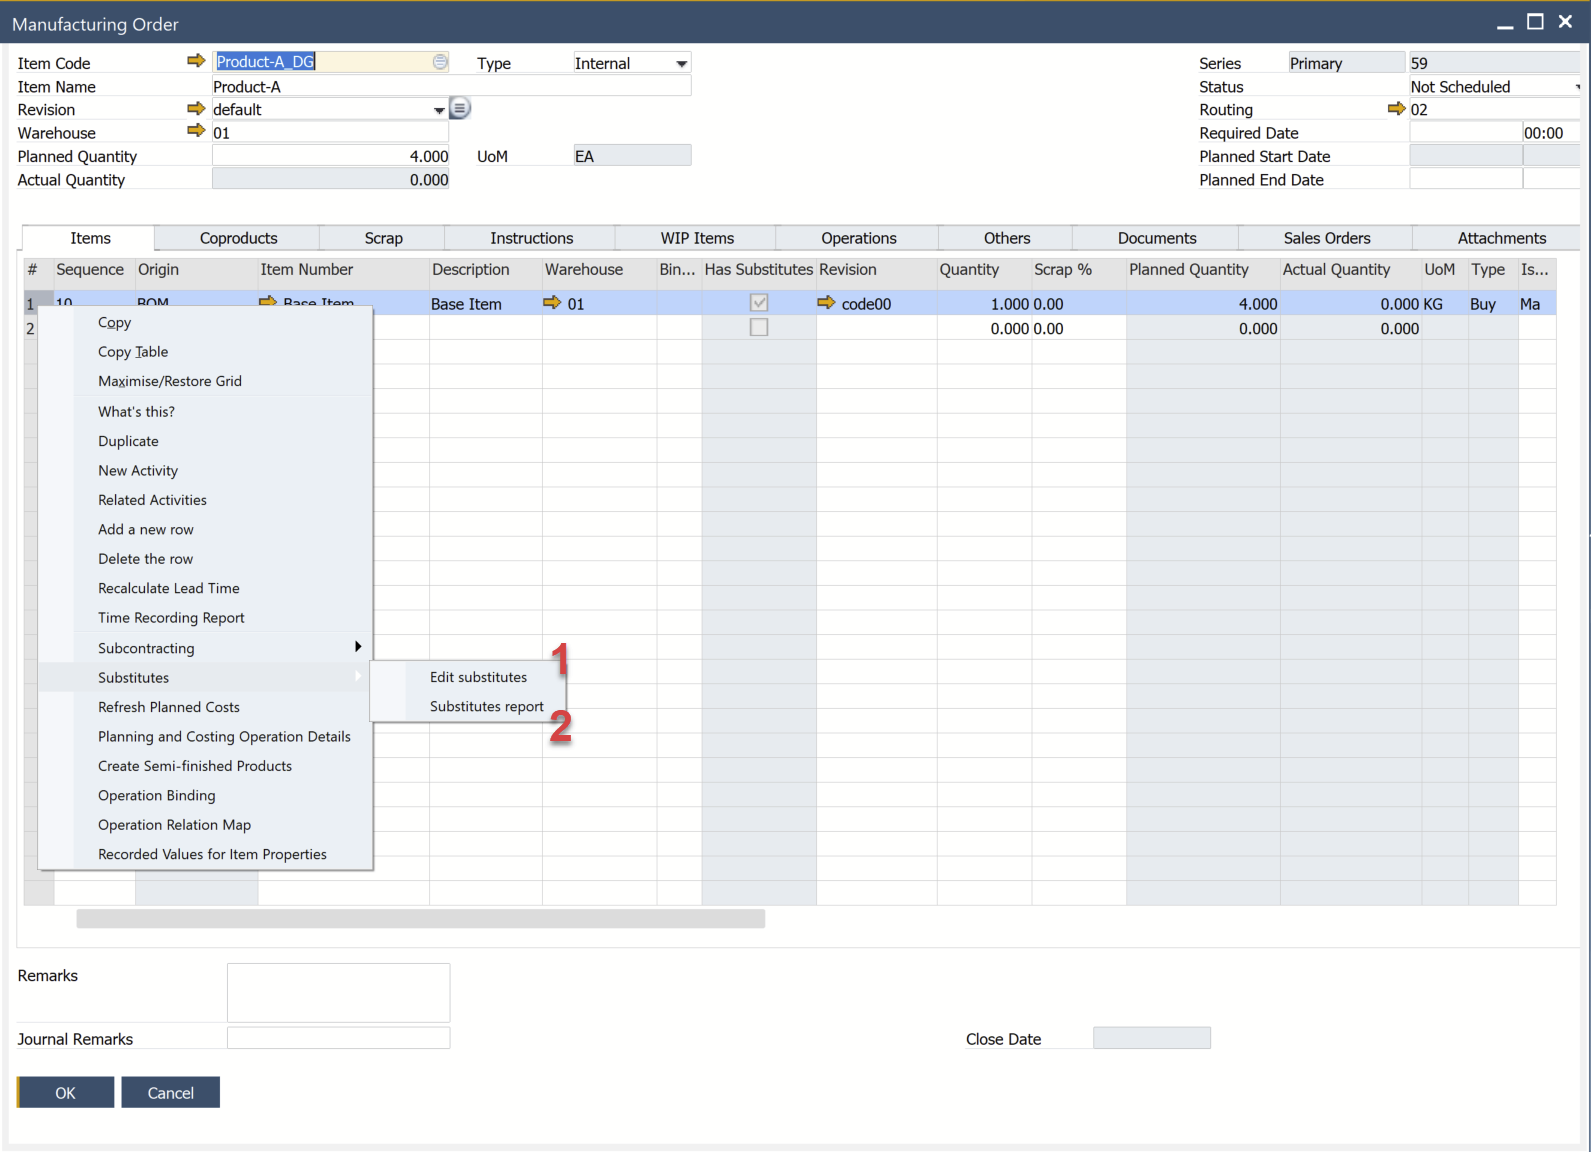 Manufacturing Order
Item Code Product-A_DG Type Internal Series Primary 59
Item Name Product-A Status Not Scheduled
Revision default Routing 02
Warehouse 01 Required Date 00:00
Planned Quantity 4.000 UoM EA Planned Start Date
Actual Quantity 0.000 Planned End Date
Items Coproducts Scrap Instructions WIP Items Operations Others Documents Sales Orders Attachments
# Sequence Origin Item Number Description Warehouse Bin... Has Substitutes Revision Quantity Scrap % Planned Quantity Actual Quantity UoM Type Is...
1 10 BOM Base Item Base Item 01 code00 1.000 0.00 4.000 0.000 KG Buy Ma
2 0.000 0.00 0.000 0.000
Copy
Copy Table
Maximise/Restore Grid
What's this?
Duplicate
New Activity
Related Activities
Add a new row
Delete the row
Recalculate Lead Time
Time Recording Report
Subcontracting
Substitutes
Edit substitutes 1
Substitutes report 2
Refresh Planned Costs
Planning and Costing Operation Details
Create Semi-finished Products
Operation Binding
Operation Relation Map
Recorded Values for Item Properties
Remarks
Journal Remarks Close Date
OK Cancel